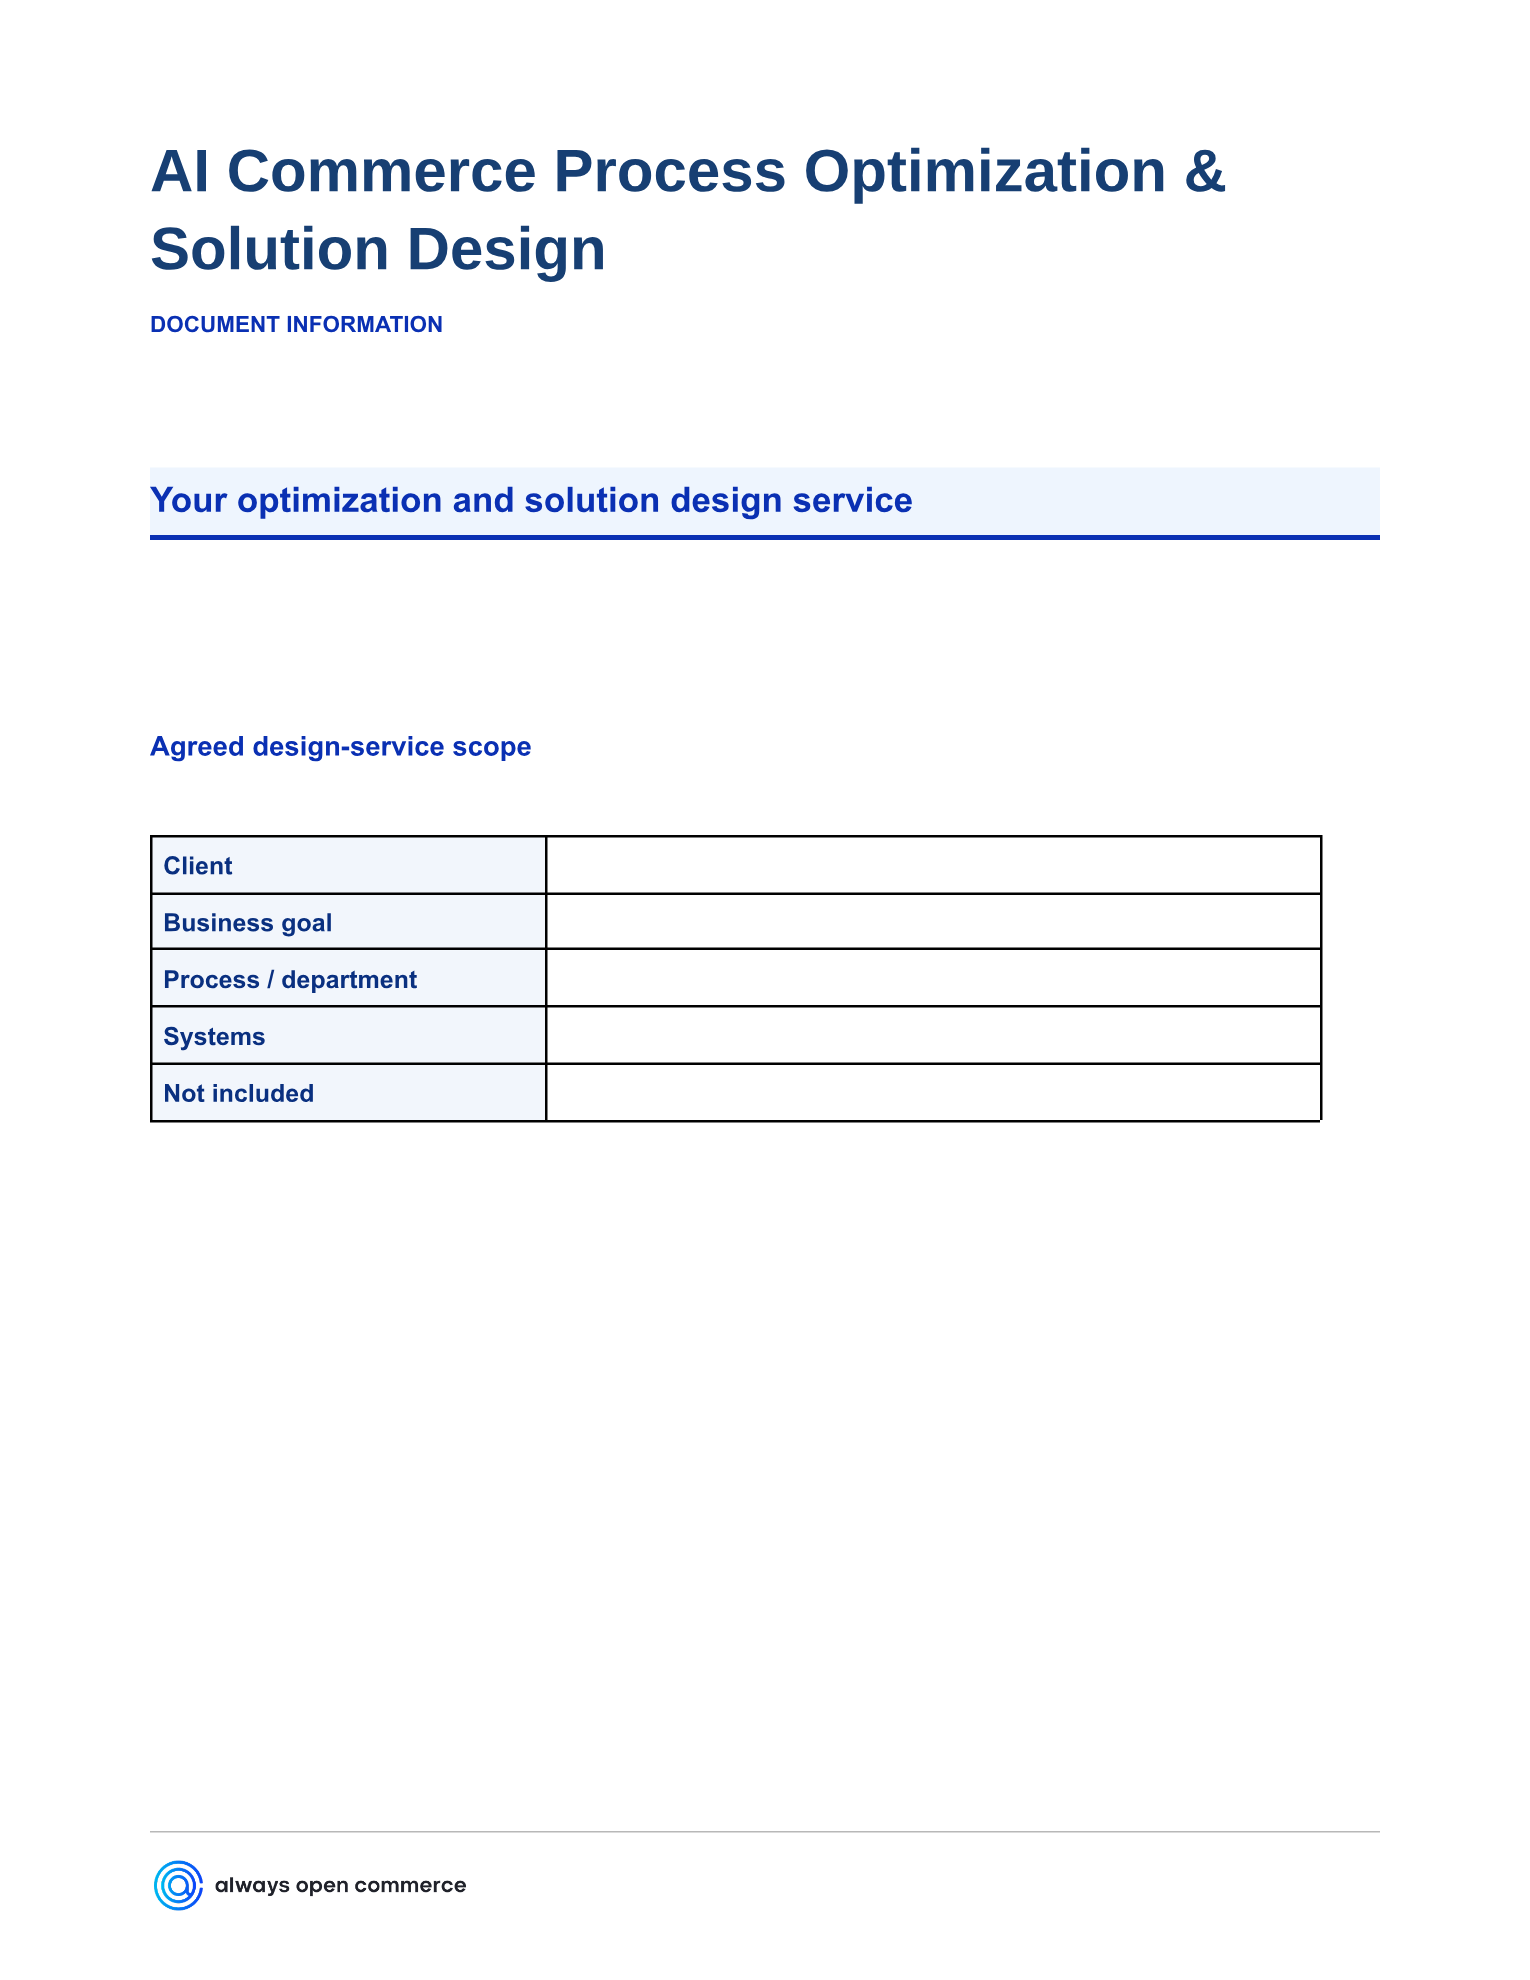 AI Commerce Process Optimization &
Solution Design
DOCUMENT INFORMATION
Your optimization and solution design service
Agreed design-service scope
Client
Business goal
Process / department
Systems
Not included
always open commerce